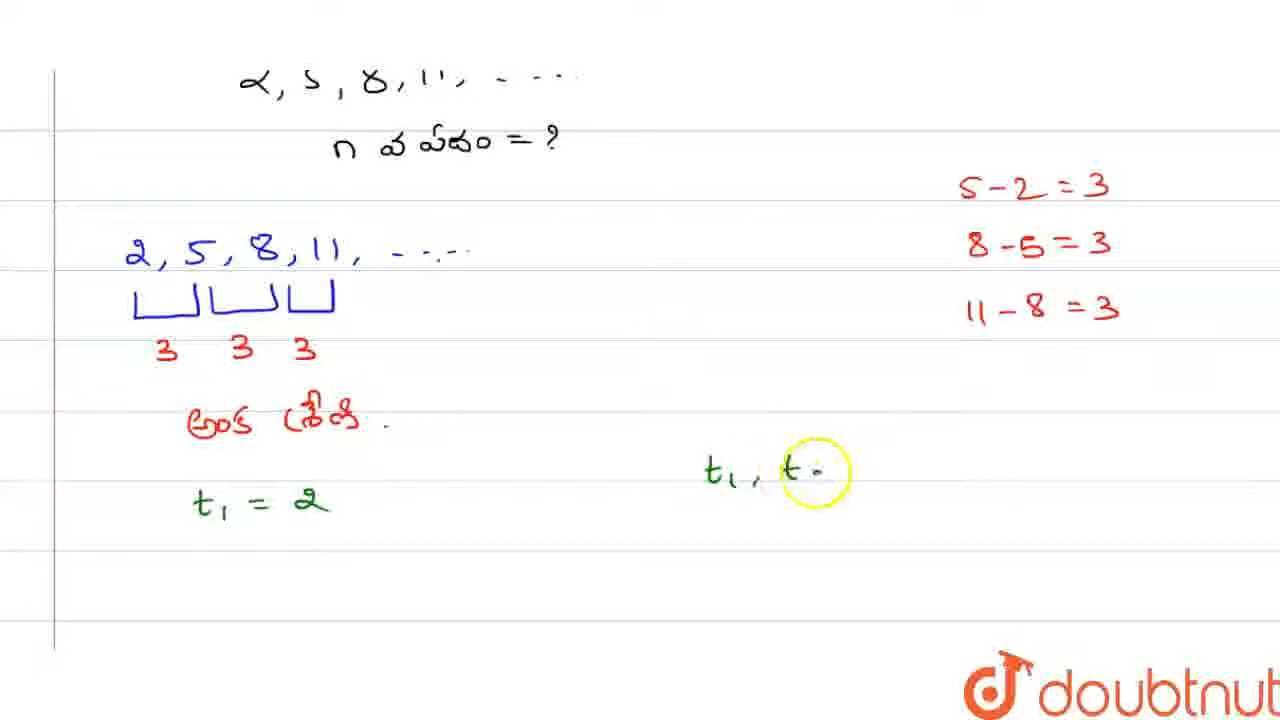 2, 5, 8, 11, .....
n వ పదం = ?
5 - 2 = 3
8 - 5 = 3
11 - 8 = 3
2, 5, 8, 11, .....
3 3 3
అంక శ్రేఢి .
t₁ = 2
t₁, t
doubtnut